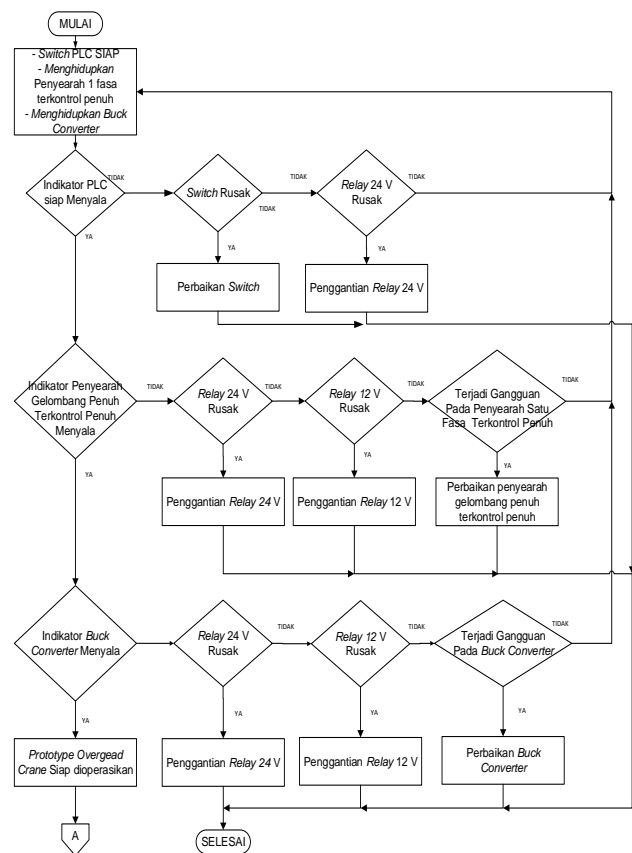 MULAI
- Switch PLC SIAP
- Menghidupkan
Penyearah 1 fasa
terkontrol penuh
- Menghidupkan Buck
Converter
Indikator PLC
siap Menyala
TIDAK
Switch Rusak
TIDAK
TIDAK
Relay 24 V
Rusak
TIDAK
YA
YA
YA
Perbaikan Switch
Penggantian Relay 24 V
Indikator Penyearah
Gelombang Penuh
Terkontrol Penuh
Menyala
TIDAK
Relay 24 V
Rusak
TIDAK
Relay 12 V
Rusak
TIDAK
Terjadi Gangguan
Pada Penyearah Satu
Fasa Terkontrol Penuh
TIDAK
YA
YA
YA
YA
Penggantian Relay 24 V
Penggantian Relay 12 V
Perbaikan penyearah
gelombang penuh
terkontrol penuh
Indikator Buck
Converter Menyala
Relay 24 V
Rusak
TIDAK
Relay 12 V
Rusak
TIDAK
Terjadi Gangguan
Pada Buck Converter
TIDAK
YA
YA
YA
YA
Prototype Overgead
Crane Siap dioperasikan
Penggantian Relay 24 V
Penggantian Relay 12 V
Perbaikan Buck
Converter
A
SELESAI